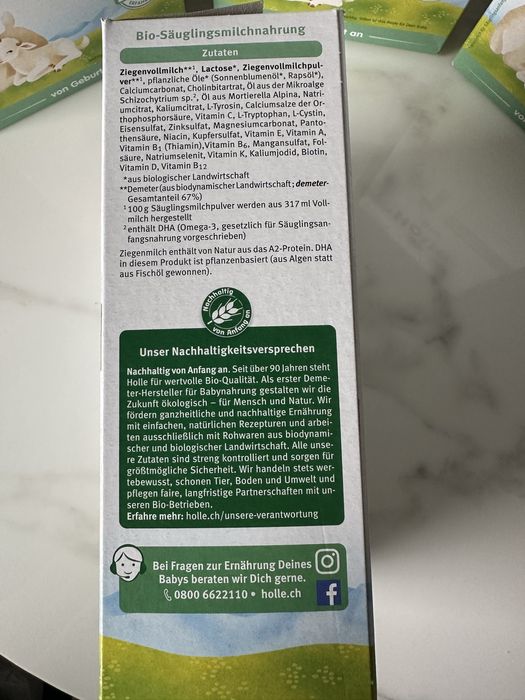 Bio-Säuglingsmilchnahrung
Zutaten
Ziegenvollmilch**¹, Lactose*, Ziegenvollmilchpul-
ver**¹, pflanzliche Öle* (Sonnenblumenöl*, Rapsöl*),
Calciumcarbonat, Cholinbitartrat, Öl aus der Mikroalge
Schizochytrium sp.², Öl aus Mortierella Alpina, Natri-
umcitrat, Kaliumcitrat, L-Tyrosin, Calciumsalze der Or-
thophosphorsäure, Vitamin C, L-Tryptophan, L-Cystin,
Eisensulfat, Zinksulfat, Magnesiumcarbonat, Panto-
thensäure, Niacin, Kupfersulfat, Vitamin E, Vitamin A,
Vitamin B₁ (Thiamin),Vitamin B₆, Mangansulfat, Fol-
säure, Natriumselenit, Vitamin K, Kaliumjodid, Biotin,
Vitamin D, Vitamin B₁₂
*aus biologischer Landwirtschaft
**Demeter (aus biodynamischer Landwirtschaft; demeter-
Gesamtanteil 67%)
¹ 100 g Säuglingsmilchpulver werden aus 317 ml Voll-
milch hergestellt
² enthält DHA (Omega-3, gesetzlich für Säuglingsan-
fangsnahrung vorgeschrieben)
Ziegenmilch enthält von Natur aus das A2-Protein. DHA
in diesem Produkt ist pflanzenbasiert (aus Algen statt
aus Fischöl gewonnen).
Nachhaltig
von Anfang an
Unser Nachhaltigkeitsversprechen
Nachhaltig von Anfang an. Seit über 90 Jahren steht
Holle für wertvolle Bio-Qualität. Als erster Deme-
ter-Hersteller für Babynahrung gestalten wir die
Zukunft ökologisch – für Mensch und Natur. Wir
fördern ganzheitliche und nachhaltige Ernährung
mit einfachen, natürlichen Rezepturen und arbei-
ten ausschließlich mit Rohwaren aus biodynami-
scher und biologischer Landwirtschaft. Alle unse-
re Zutaten sind streng kontrolliert und sorgen für
größtmögliche Sicherheit. Wir handeln stets wer-
tebewusst, schonen Tier, Boden und Umwelt und
pflegen faire, langfristige Partnerschaften mit un-
seren Bio-Betrieben.
Erfahre mehr: holle.ch/unsere-verantwortung
Bei Fragen zur Ernährung Deines
Babys beraten wir Dich gerne.
0800 6622110 • holle.ch
von Geburt
t an